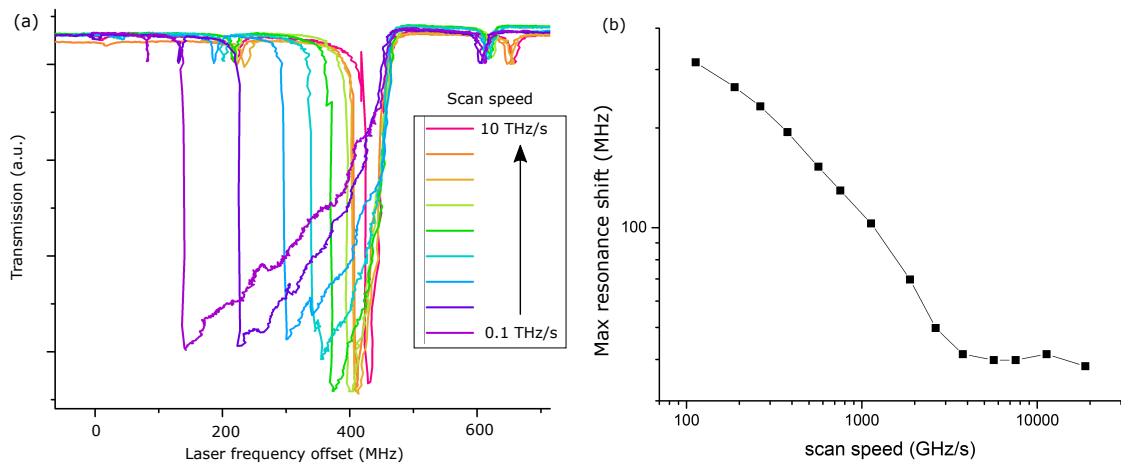 (a)
Transmission (a.u.)
Scan speed
10 THz/s
0.1 THz/s
0
200
400
600
Laser frequency offset (MHz)
(b)
Max resonance shift (MHz)
100
100
1000
10000
scan speed (GHz/s)